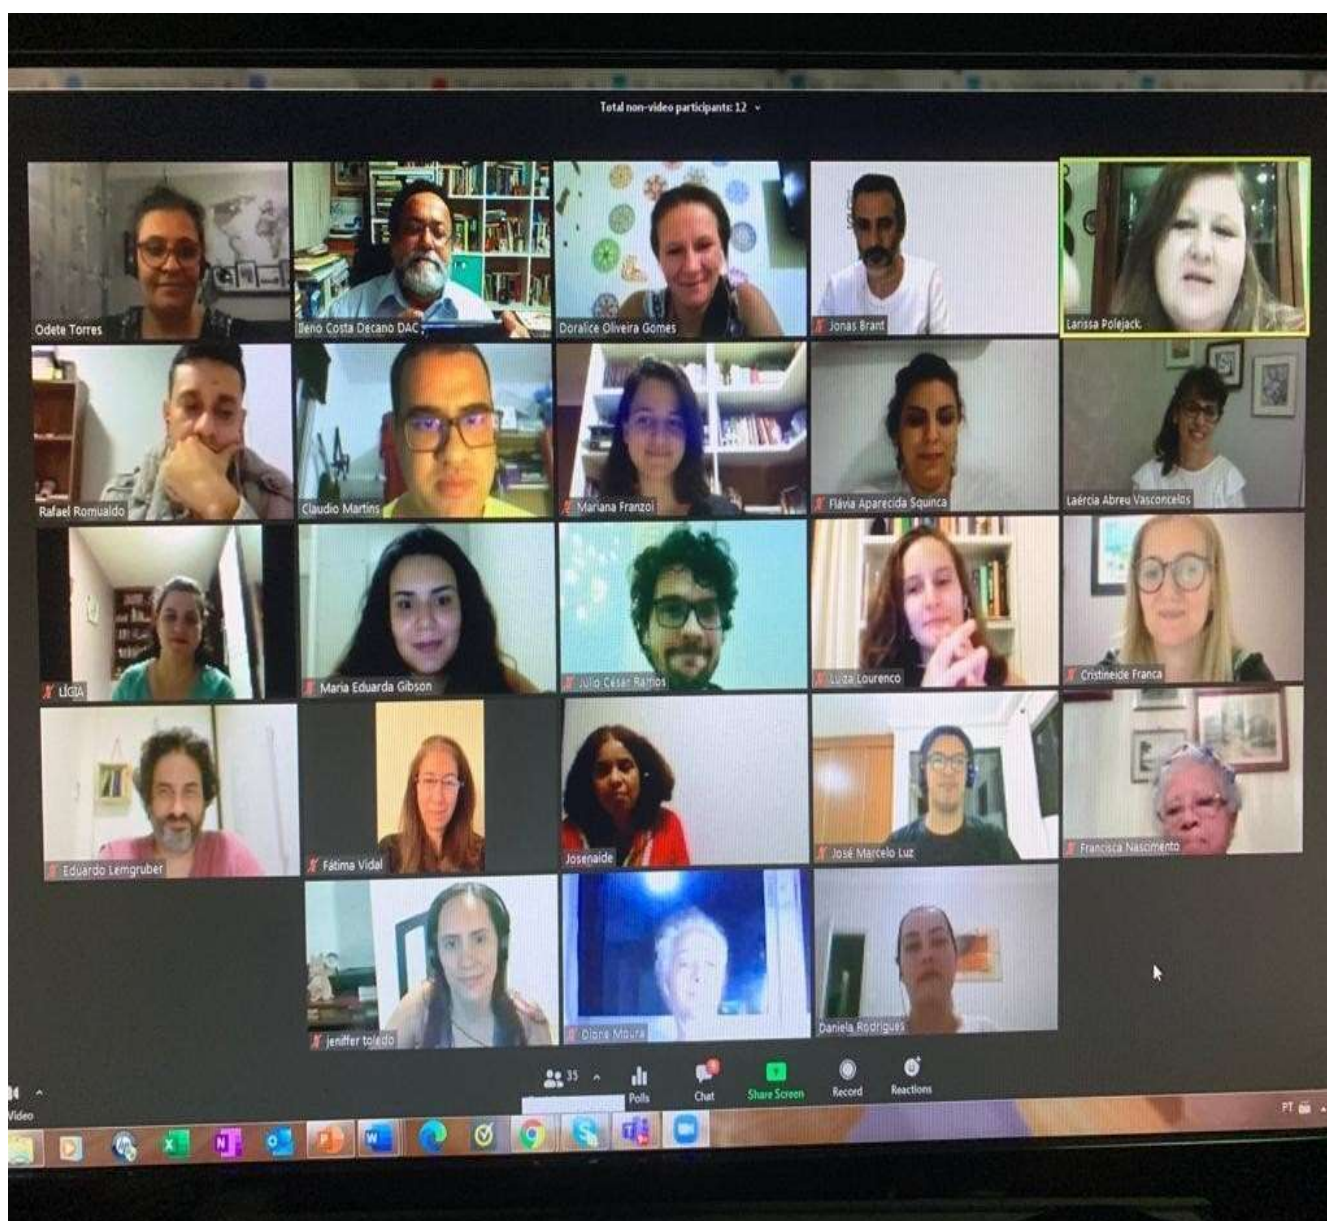 Total non-video participants: 12
Odete Torres
Ileno Costa Decano DAC
Doralice Oliveira Gomes
Jonas Brant
Larissa Polejack
Rafael Romualdo
Claudio Martins
Mariana Franzoi
Flávia Aparecida Squinca
Laércia Abreu Vasconcelos
LÍGIA
Maria Eduarda Gibson
Julio César Ramos
Luiza Lourenco
Cristineide Franca
Eduardo Lemgruber
Fátima Vidal
Josenaide
José Marcelo Luz
Francisca Nascimento
jeniffer toledo
Dione Moura
Daniela Rodrigues
Video
35
Polls
Chat
Share Screen
Record
Reactions
PT